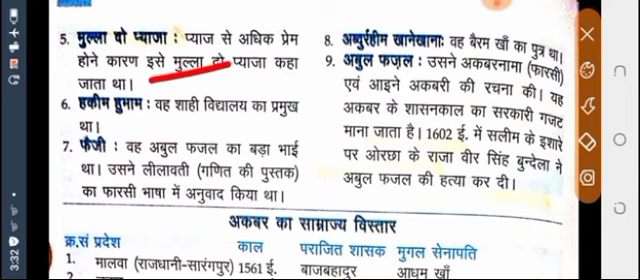 5. मुल्ला दो प्याजा : प्याज से अधिक प्रेम
होने कारण इसे मुल्ला दो प्याजा कहा
जाता था।
6. हकीम हुमाम : वह शाही विद्यालय का प्रमुख
था।
7. फैजी : वह अबुल फजल का बड़ा भाई
था। उसने लीलावती (गणित की पुस्तक)
का फारसी भाषा में अनुवाद किया था।
8. अब्दुर्रहीम खानेखाना: वह बैरम खाँ का पुत्र था।
9. अबुल फज़ल : उसने अकबरनामा (फारसी)
एवं आइने अकबरी की रचना की। यह
अकबर के शासनकाल का सरकारी गजट
माना जाता है। 1602 ई. में सलीम के इशारे
पर ओरछा के राजा वीर सिंह बुन्देला ने
अबुल फजल की हत्या कर दी।
अकबर का साम्राज्य विस्तार
क्र.सं प्रदेश काल पराजित शासक मुगल सेनापति
1. मालवा (राजधानी-सारंगपुर) 1561 ई. बाजबहादुर आधम खाँ
2.
3:32